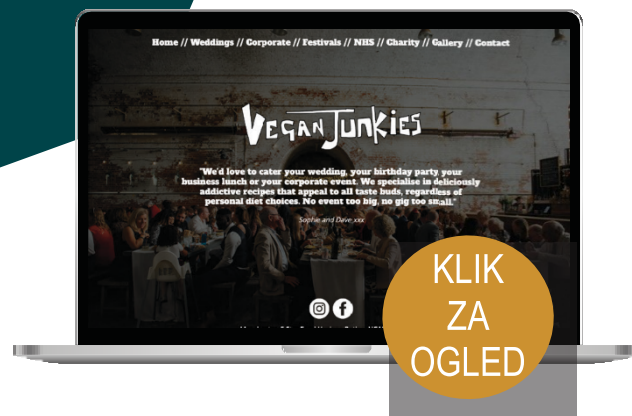 Home // Weddings // Corporate // Festivals // NHS // Charity // Gallery // Contact
VEGAN JUNKIES
"We'd love to cater your wedding, your birthday party your
business lunch or your corporate event. We specialise in deliciously
addictive recipes that appeal to all taste buds, regardless of
personal diet choices. No event too big, no gig too small."
Sophie and Dave xxx
KLIK
ZA
OGLED